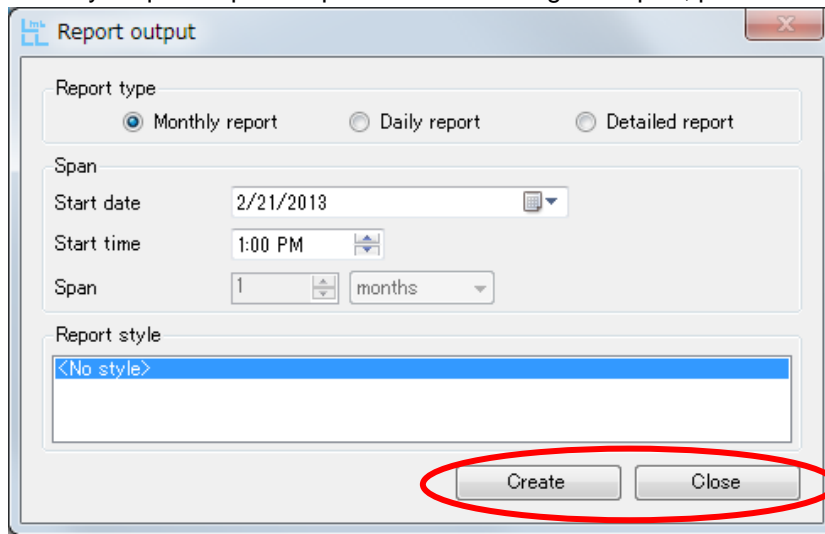 Report output
Report type
Monthly report Daily report Detailed report
Span
Start date 2/21/2013
Start time 1:00 PM
Span 1 months
Report style
<No style>
Create Close